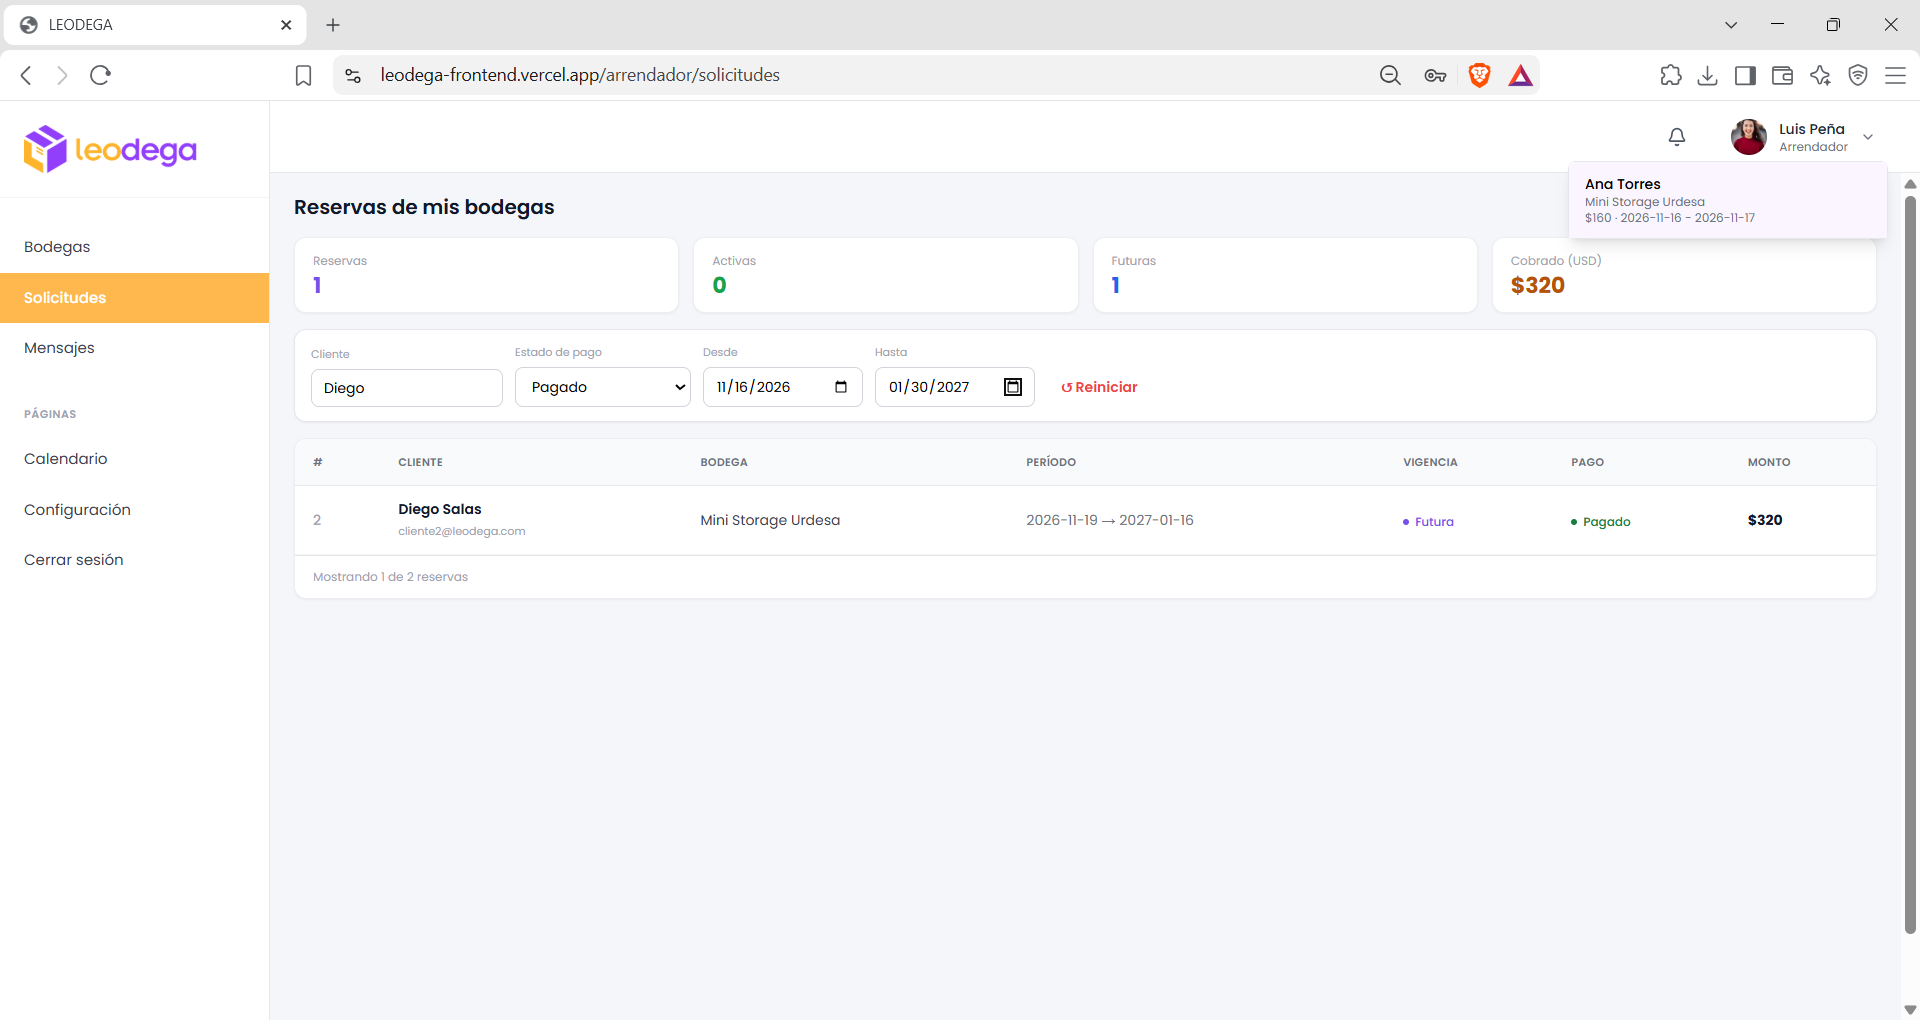 LEODEGA
leodega-frontend.vercel.app/arrendador/solicitudes
leodega
Luis Peña
Arrendador
Ana Torres
Mini Storage Urdesa
$160 · 2026-11-16 - 2026-11-17
Bodegas
Solicitudes
Mensajes
PÁGINAS
Calendario
Configuración
Cerrar sesión
Reservas de mis bodegas
Reservas
1
Activas
0
Futuras
1
Cobrado (USD)
$320
Cliente
Diego
Estado de pago
Pagado
Desde
11/16/2026
Hasta
01/30/2027
↺ Reiniciar
# CLIENTE BODEGA PERÍODO VIGENCIA PAGO MONTO
2 Diego Salas Mini Storage Urdesa 2026-11-19 → 2027-01-16 Futura Pagado $320
cliente2@leodega.com
Mostrando 1 de 2 reservas